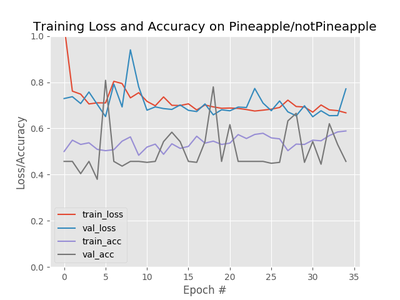 Training Loss and Accuracy on Pineapple/notPineapple
1.0
0.8
0.6
0.4
0.2
0.0
Loss/Accuracy
train_loss
val_loss
train_acc
val_acc
0 5 10 15 20 25 30 35
Epoch #